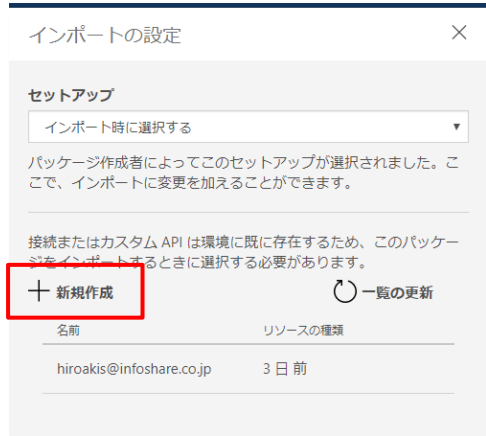 インポートの設定
セットアップ
インポート時に選択する
パッケージ作成者によってこのセットアップが選択されました。こ
こで、インポートに変更を加えることができます。
接続またはカスタム API は環境に既に存在するため、このパッケー
ジをインポートするときに選択する必要があります。
新規作成 一覧の更新
名前 リソースの種類
hiroakis@infoshare.co.jp 3 日 前